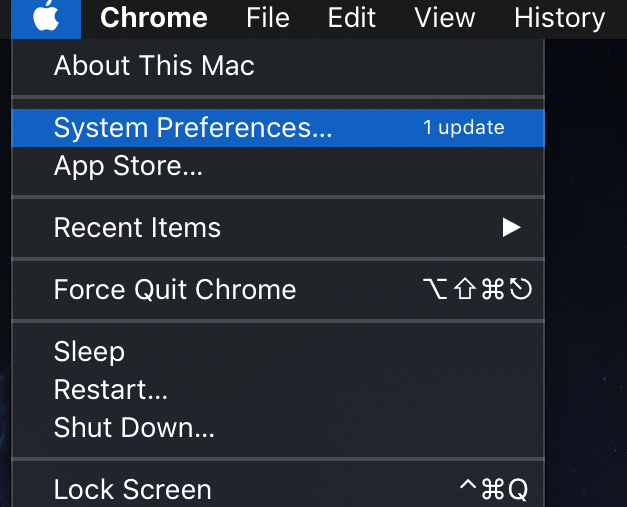 Chrome File Edit View History
About This Mac
System Preferences... 1 update
App Store...
Recent Items ▶
Force Quit Chrome ⌥⇧⌘⎋
Sleep
Restart...
Shut Down...
Lock Screen ^⌘Q